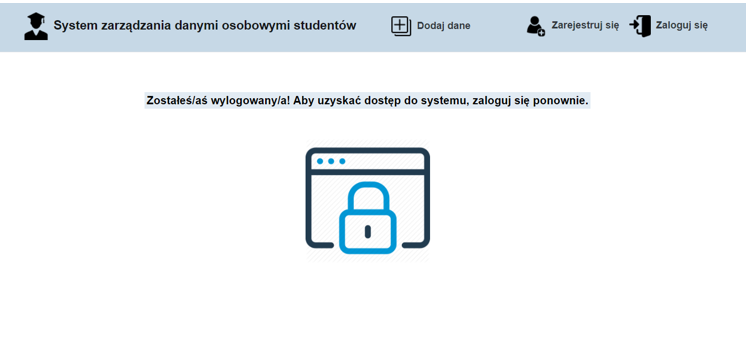 System zarządzania danymi osobowymi studentów
Dodaj dane
Zarejestruj się
Zaloguj się
Zostałeś/aś wylogowany/a! Aby uzyskać dostęp do systemu, zaloguj się ponownie.